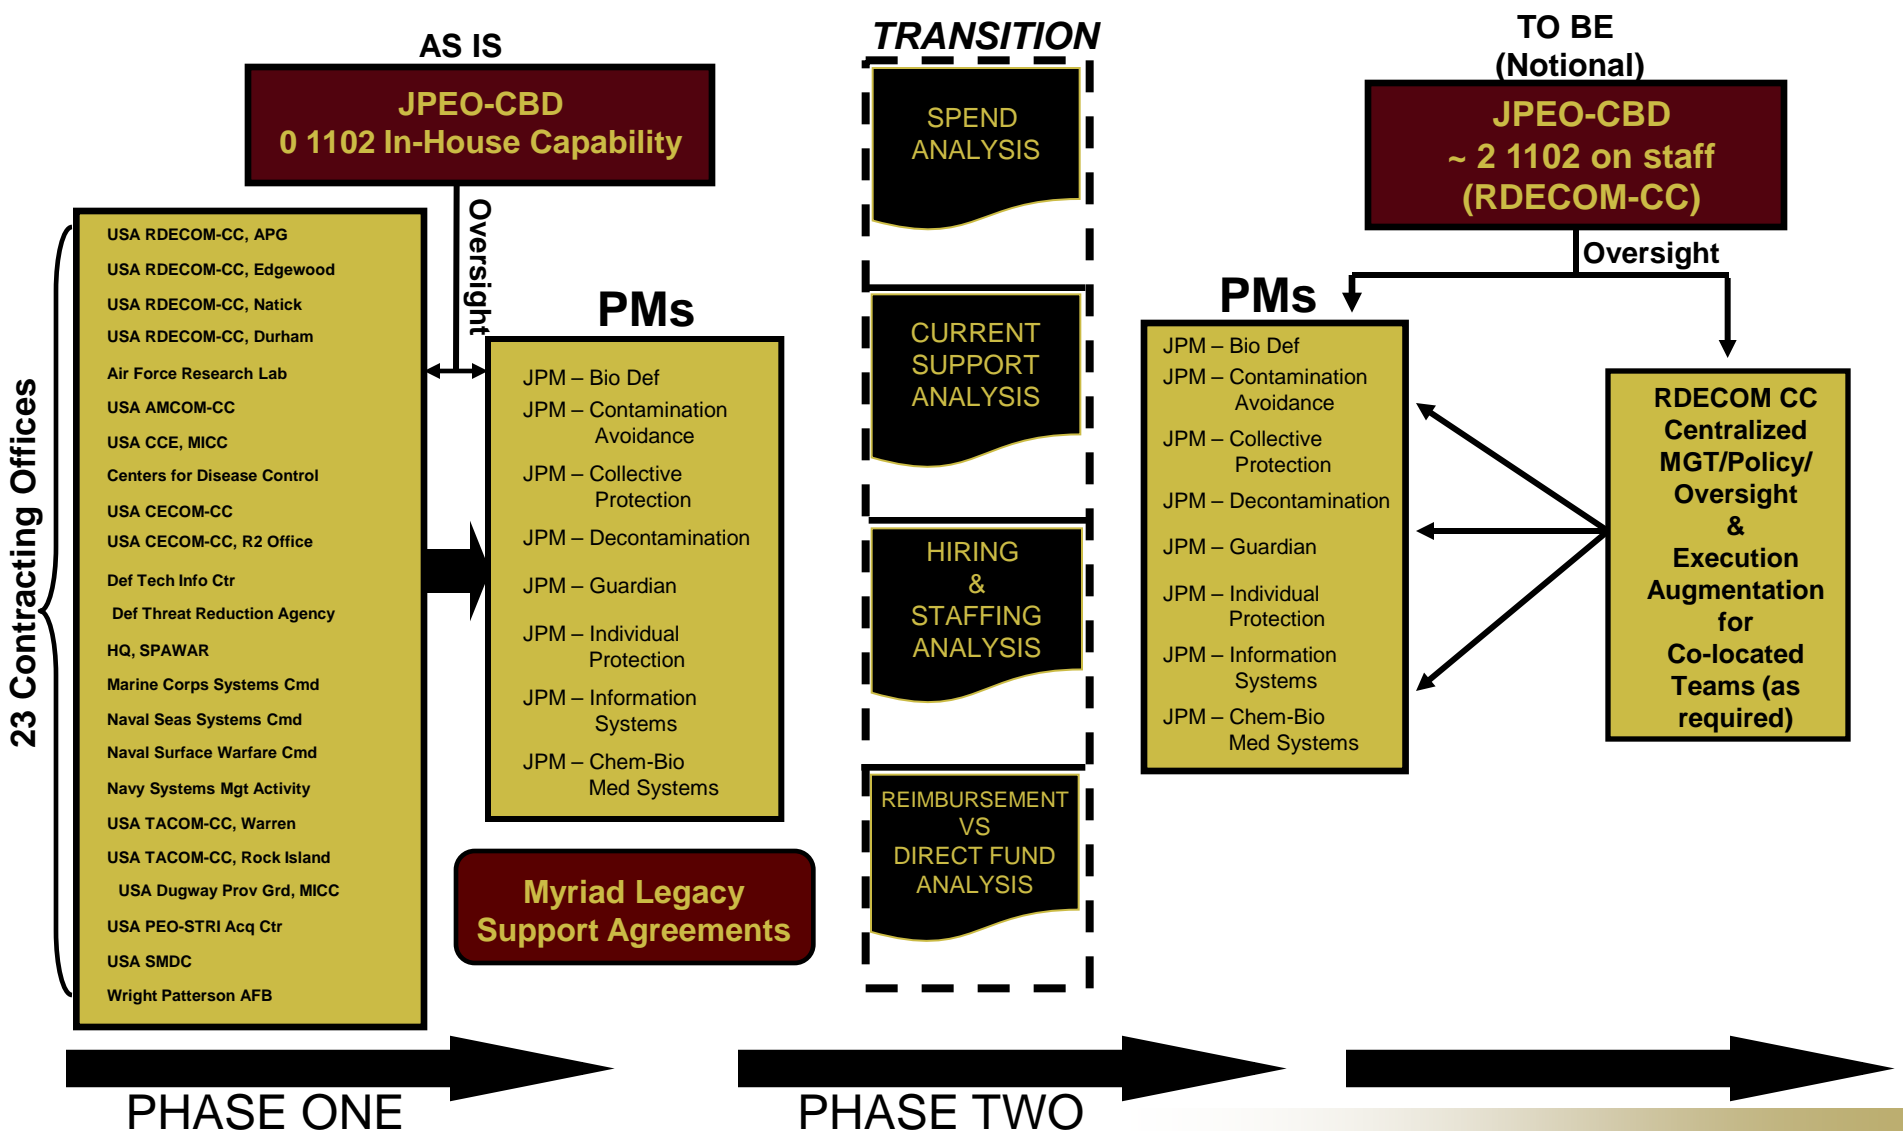 AS IS
JPEO-CBD
0 1102 In-House Capability
Oversight
23 Contracting Offices
USA RDECOM-CC, APG
USA RDECOM-CC, Edgewood
USA RDECOM-CC, Natick
USA RDECOM-CC, Durham
Air Force Research Lab
USA AMCOM-CC
USA CCE, MICC
Centers for Disease Control
USA CECOM-CC
USA CECOM-CC, R2 Office
Def Tech Info Ctr
Def Threat Reduction Agency
HQ, SPAWAR
Marine Corps Systems Cmd
Naval Seas Systems Cmd
Naval Surface Warfare Cmd
Navy Systems Mgt Activity
USA TACOM-CC, Warren
USA TACOM-CC, Rock Island
USA Dugway Prov Grd, MICC
USA PEO-STRI Acq Ctr
USA SMDC
Wright Patterson AFB
PMs
JPM – Bio Def
JPM – Contamination
Avoidance
JPM – Collective
Protection
JPM – Decontamination
JPM – Guardian
JPM – Individual
Protection
JPM – Information
Systems
JPM – Chem-Bio
Med Systems
Myriad Legacy
Support Agreements
TRANSITION
SPEND
ANALYSIS
CURRENT
SUPPORT
ANALYSIS
HIRING
&
STAFFING
ANALYSIS
REIMBURSEMENT
VS
DIRECT FUND
ANALYSIS
TO BE
(Notional)
JPEO-CBD
~ 2 1102 on staff
(RDECOM-CC)
Oversight
PMs
JPM – Bio Def
JPM – Contamination
Avoidance
JPM – Collective
Protection
JPM – Decontamination
JPM – Guardian
JPM – Individual
Protection
JPM – Information
Systems
JPM – Chem-Bio
Med Systems
RDECOM CC
Centralized
MGT/Policy/
Oversight
&
Execution
Augmentation
for
Co-located
Teams (as
required)
PHASE ONE
PHASE TWO